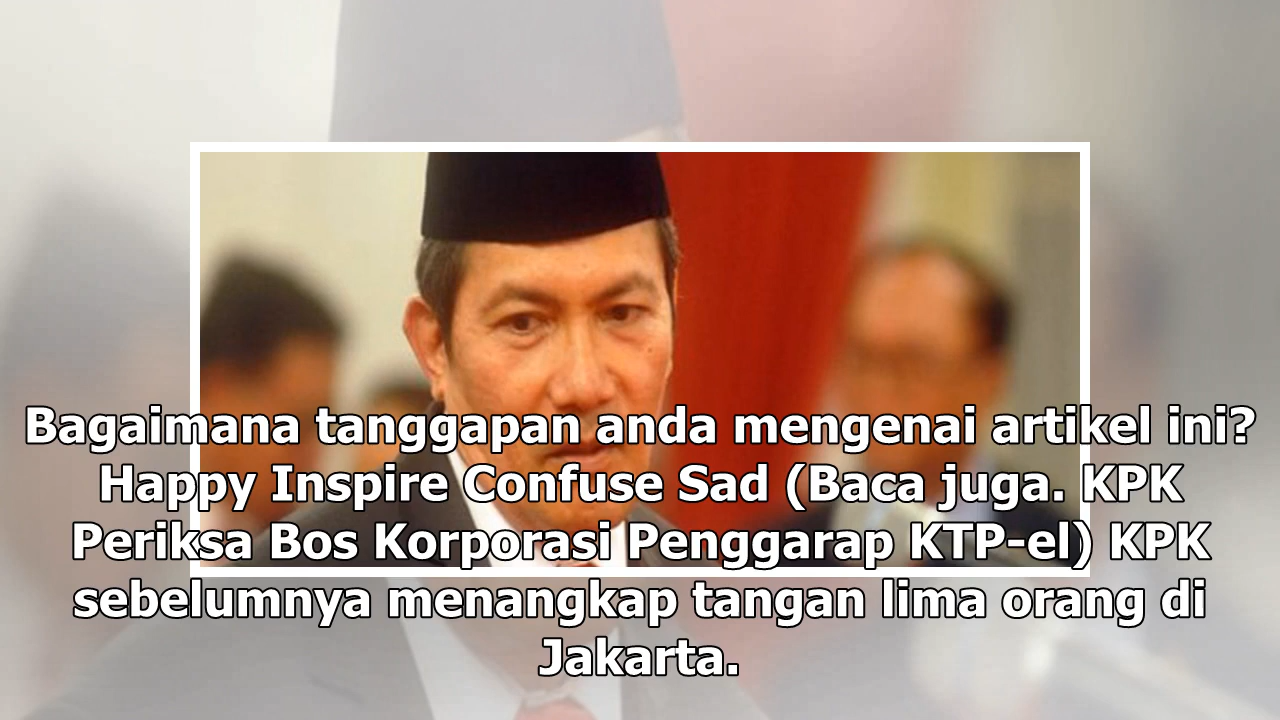 Bagaimana tanggapan anda mengenai artikel ini?
Happy Inspire Confuse Sad (Baca juga. KPK
Periksa Bos Korporasi Penggarap KTP-el) KPK
sebelumnya menangkap tangan lima orang di
Jakarta.